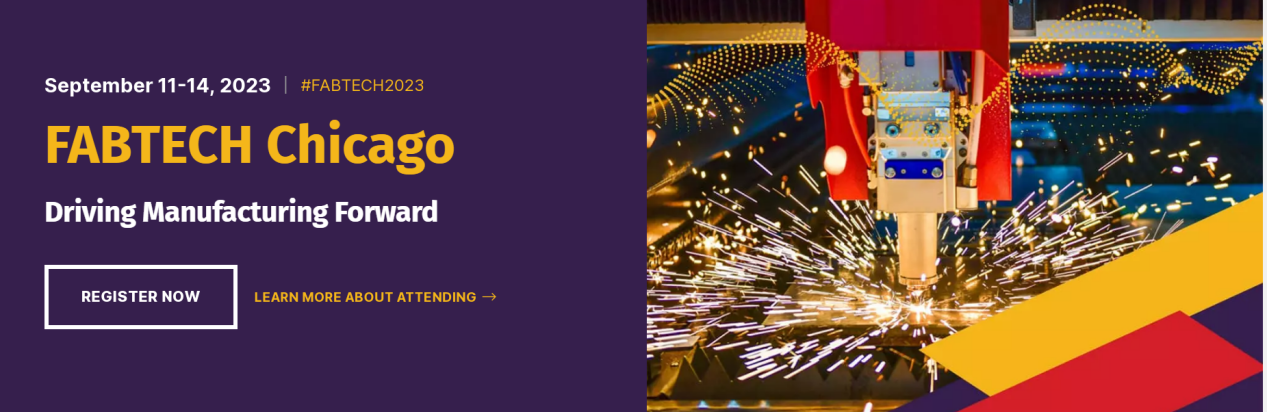 September 11-14, 2023 | #FABTECH2023
FABTECH Chicago
Driving Manufacturing Forward
REGISTER NOW
LEARN MORE ABOUT ATTENDING →